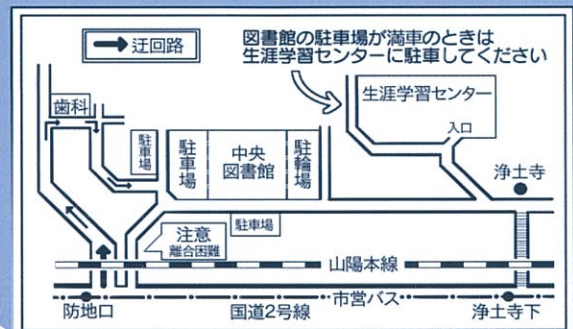 迂回路
図書館の駐車場が満車のときは
生涯学習センターに駐車してください
歯科
生涯学習センター
入口
駐車場
駐車場
中央
図書館
駐輪場
浄土寺
注意
離合困難
駐車場
山陽本線
市営バス
防地口
国道2号線
浄土寺下